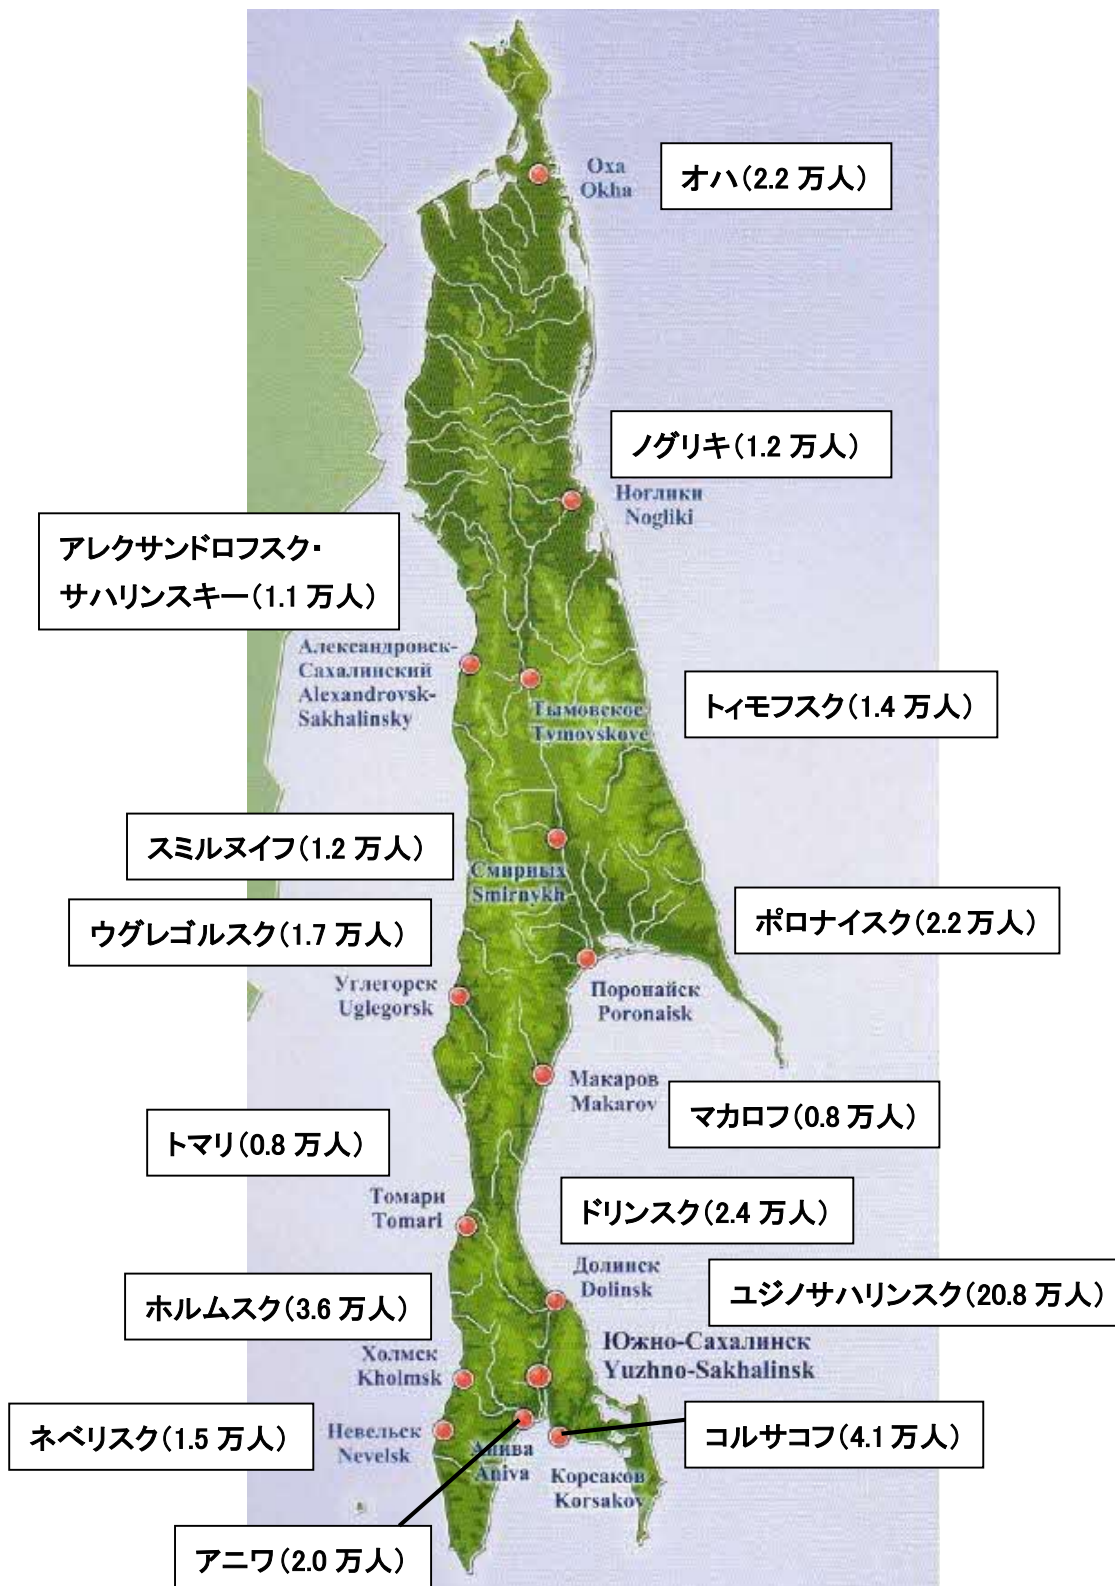 Оха
Okha
オハ(2.2 万人)
ノグリキ(1.2 万人)
Ноглики
Nogliki
アレクサンドロフスク・
サハリンスキー(1.1 万人)
Александровск-
Сахалинский
Alexandrovsk-
Sakhalinsky
Тымовское
Tymovskoye
トィモフスク(1.4 万人)
スミルヌイフ(1.2 万人)
Смирных
Smirnykh
ウグレゴルスク(1.7 万人)
ポロナイスク(2.2 万人)
Углегорск
Uglegorsk
Поронайск
Poronaisk
Макаров
Makarov
マカロフ(0.8 万人)
トマリ(0.8 万人)
Томари
Tomari
ドリンスク(2.4 万人)
Долинск
Dolinsk
ユジノサハリンスク(20.8 万人)
ホルムスク(3.6 万人)
Южно-Сахалинск
Yuzhno-Sakhalinsk
Холмск
Kholmsk
ネベリスク(1.5 万人)
Невельск
Nevelsk
Анива
Aniva
コルサコフ(4.1 万人)
Корсаков
Korsakov
アニワ(2.0 万人)